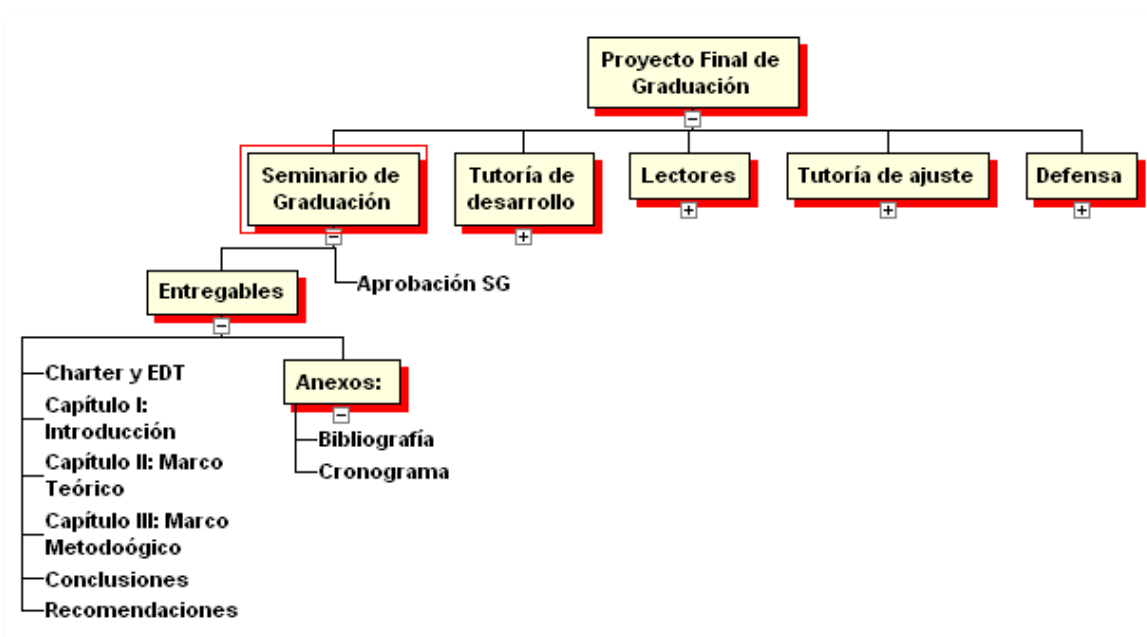 Proyecto Final de
Graduación
Seminario de
Graduación
Tutoría de
desarrollo
Lectores
Tutoría de ajuste
Defensa
Entregables
Aprobación SG
Charter y EDT
Capítulo I:
Introducción
Capítulo II: Marco
Teórico
Capítulo III: Marco
Metodoógico
Conclusiones
Recomendaciones
Anexos:
Bibliografía
Cronograma